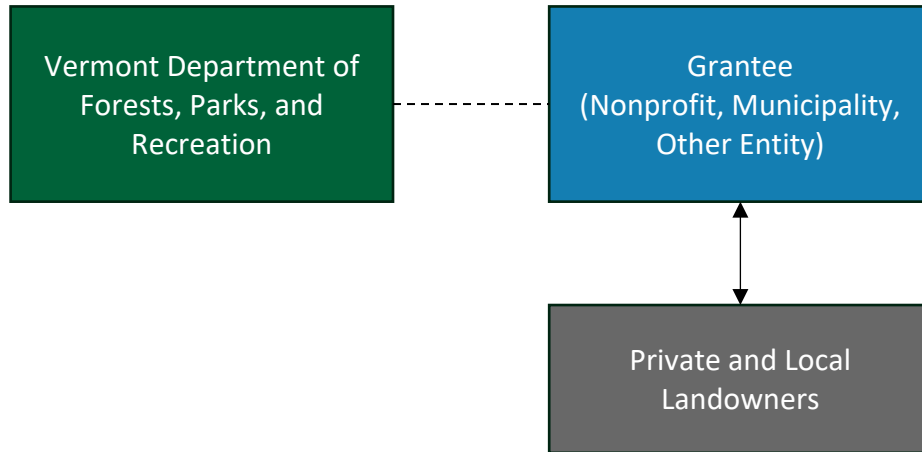 Vermont Department of
Forests, Parks, and
Recreation
Grantee
(Nonprofit, Municipality,
Other Entity)
Private and Local
Landowners